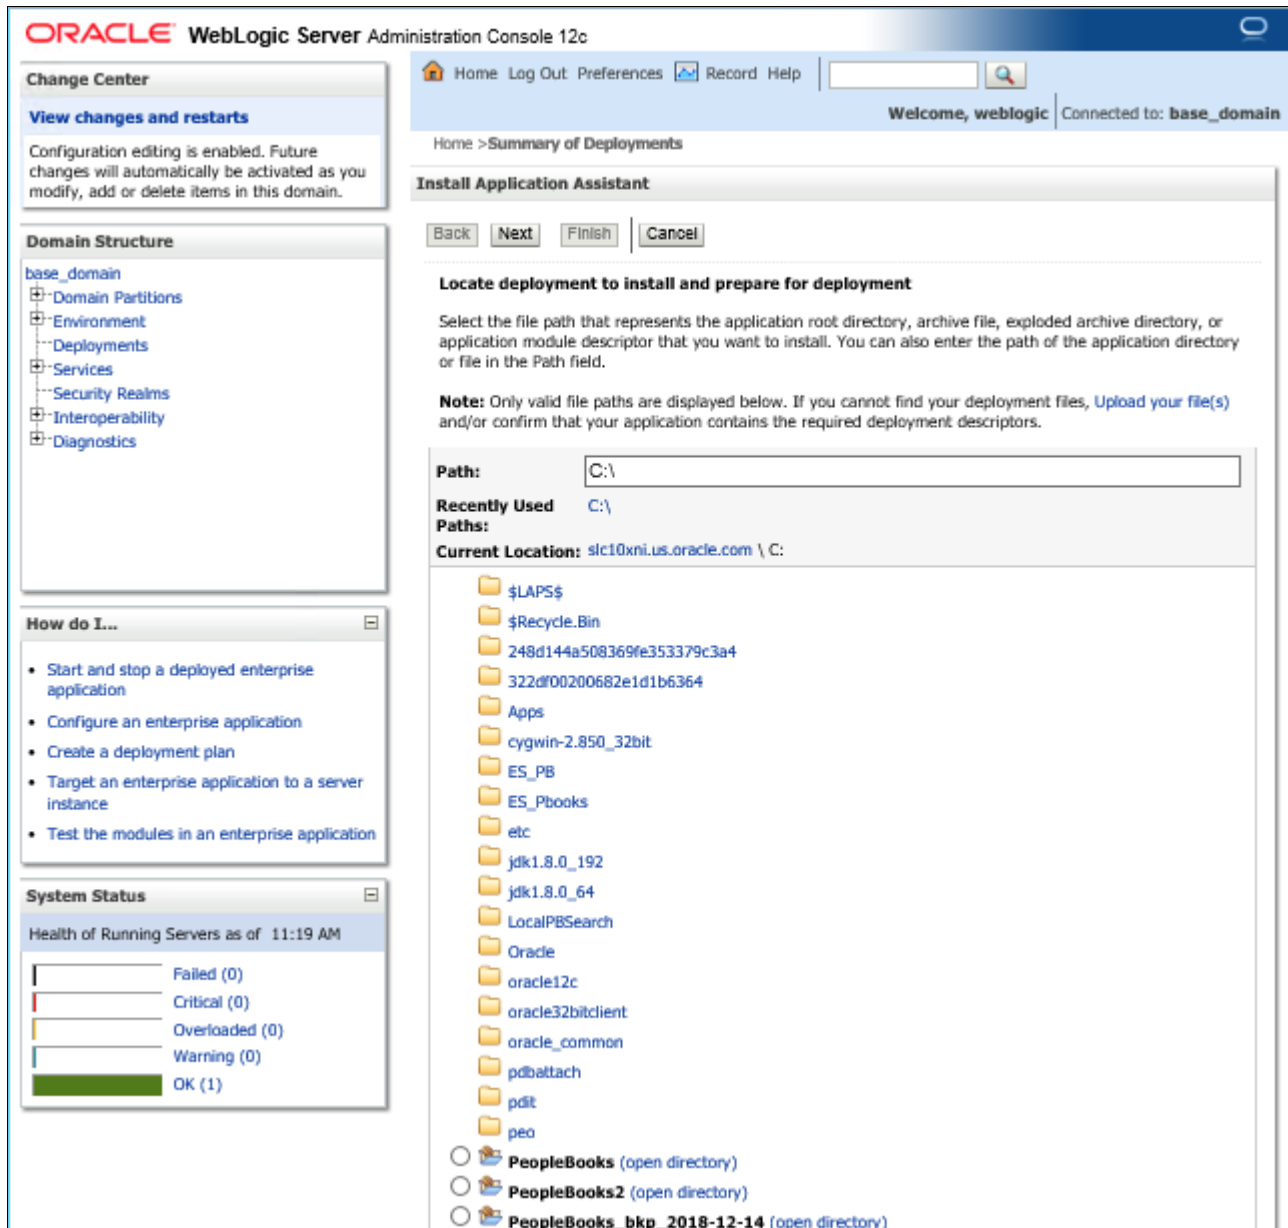 ORACLE WebLogic Server Administration Console 12c
Change Center
View changes and restarts
Configuration editing is enabled. Future
changes will automatically be activated as you
modify, add or delete items in this domain.
Domain Structure
base_domain
Domain Partitions
Environment
Deployments
Services
Security Realms
Interoperability
Diagnostics
How do I...
Start and stop a deployed enterprise
application
Configure an enterprise application
Create a deployment plan
Target an enterprise application to a server
instance
Test the modules in an enterprise application
System Status
Health of Running Servers as of 11:19 AM
Failed (0)
Critical (0)
Overloaded (0)
Warning (0)
OK (1)
Home Log Out Preferences Record Help
Welcome, weblogic Connected to: base_domain
Home >Summary of Deployments
Install Application Assistant
Back Next Finish Cancel
Locate deployment to install and prepare for deployment
Select the file path that represents the application root directory, archive file, exploded archive directory, or
application module descriptor that you want to install. You can also enter the path of the application directory
or file in the Path field.
Note: Only valid file paths are displayed below. If you cannot find your deployment files, Upload your file(s)
and/or confirm that your application contains the required deployment descriptors.
Path: C:\
Recently Used C:\
Paths:
Current Location: slc10xni.us.oracle.com \ C:
$LAPS$
$Recycle.Bin
248d144a508369fe353379c3a4
322df00200682e1d1b6364
Apps
cygwin-2.850_32bit
ES_PB
ES_Pbooks
etc
jdk1.8.0_192
jdk1.8.0_64
LocalPBSearch
Oracle
oracle12c
oracle32bitclient
oracle_common
pdbattach
pdit
peo
PeopleBooks (open directory)
PeopleBooks2 (open directory)
PeopleBooks_bkp_2018-12-14 (open directory)